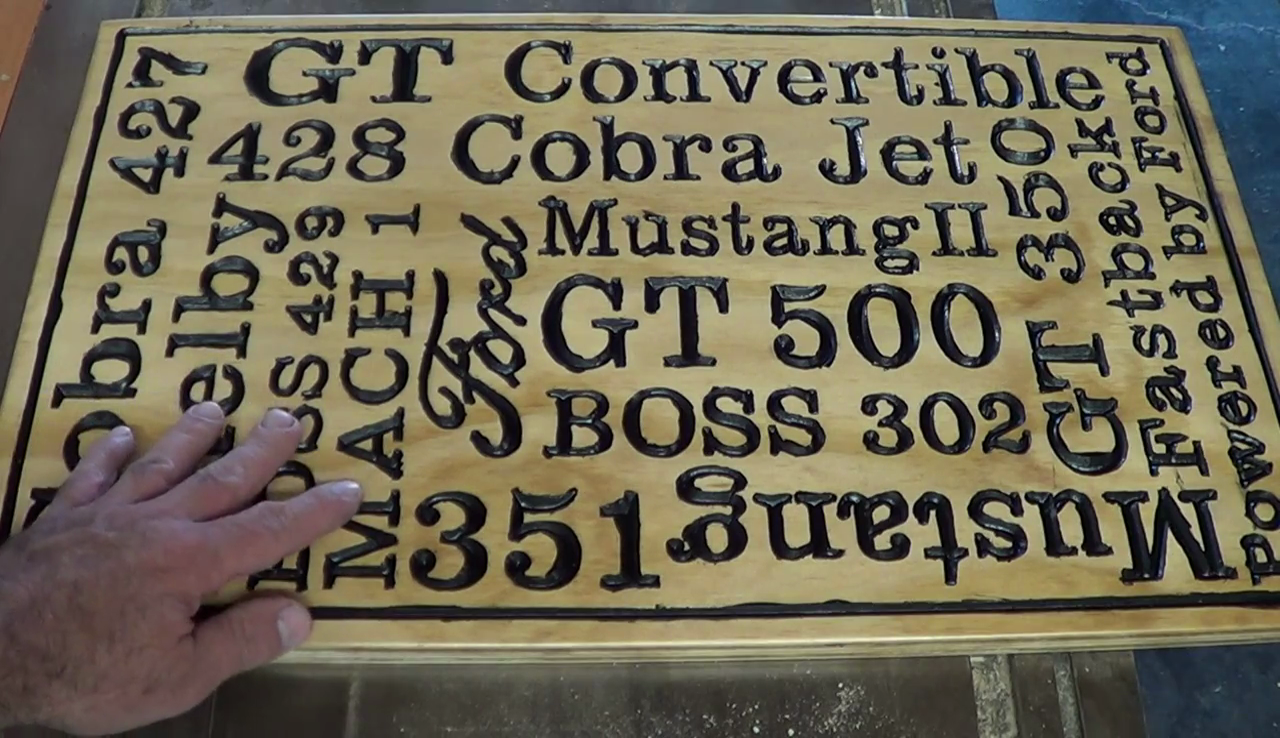 GT Convertible
428 Cobra Jet
Mustang II
GT 500
BOSS 302
351
Mustang
Ford
MACH 1
BOSS 429
Shelby
Cobra 427
GT 350
Fastback
Powered by Ford